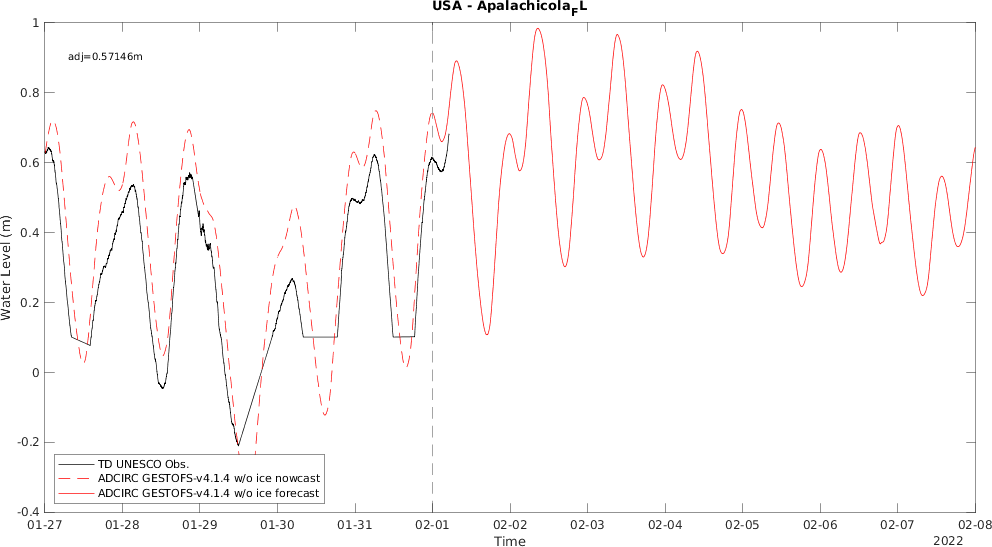 USA - ApalachicolaFL
adj=0.57146m
Water Level (m)
1
0.8
0.6
0.4
0.2
0
-0.2
-0.4
TD UNESCO Obs.
ADCIRC GESTOFS-v4.1.4 w/o ice nowcast
ADCIRC GESTOFS-v4.1.4 w/o ice forecast
01-27 01-28 01-29 01-30 01-31 02-01 02-02 02-03 02-04 02-05 02-06 02-07 02-08
Time
2022